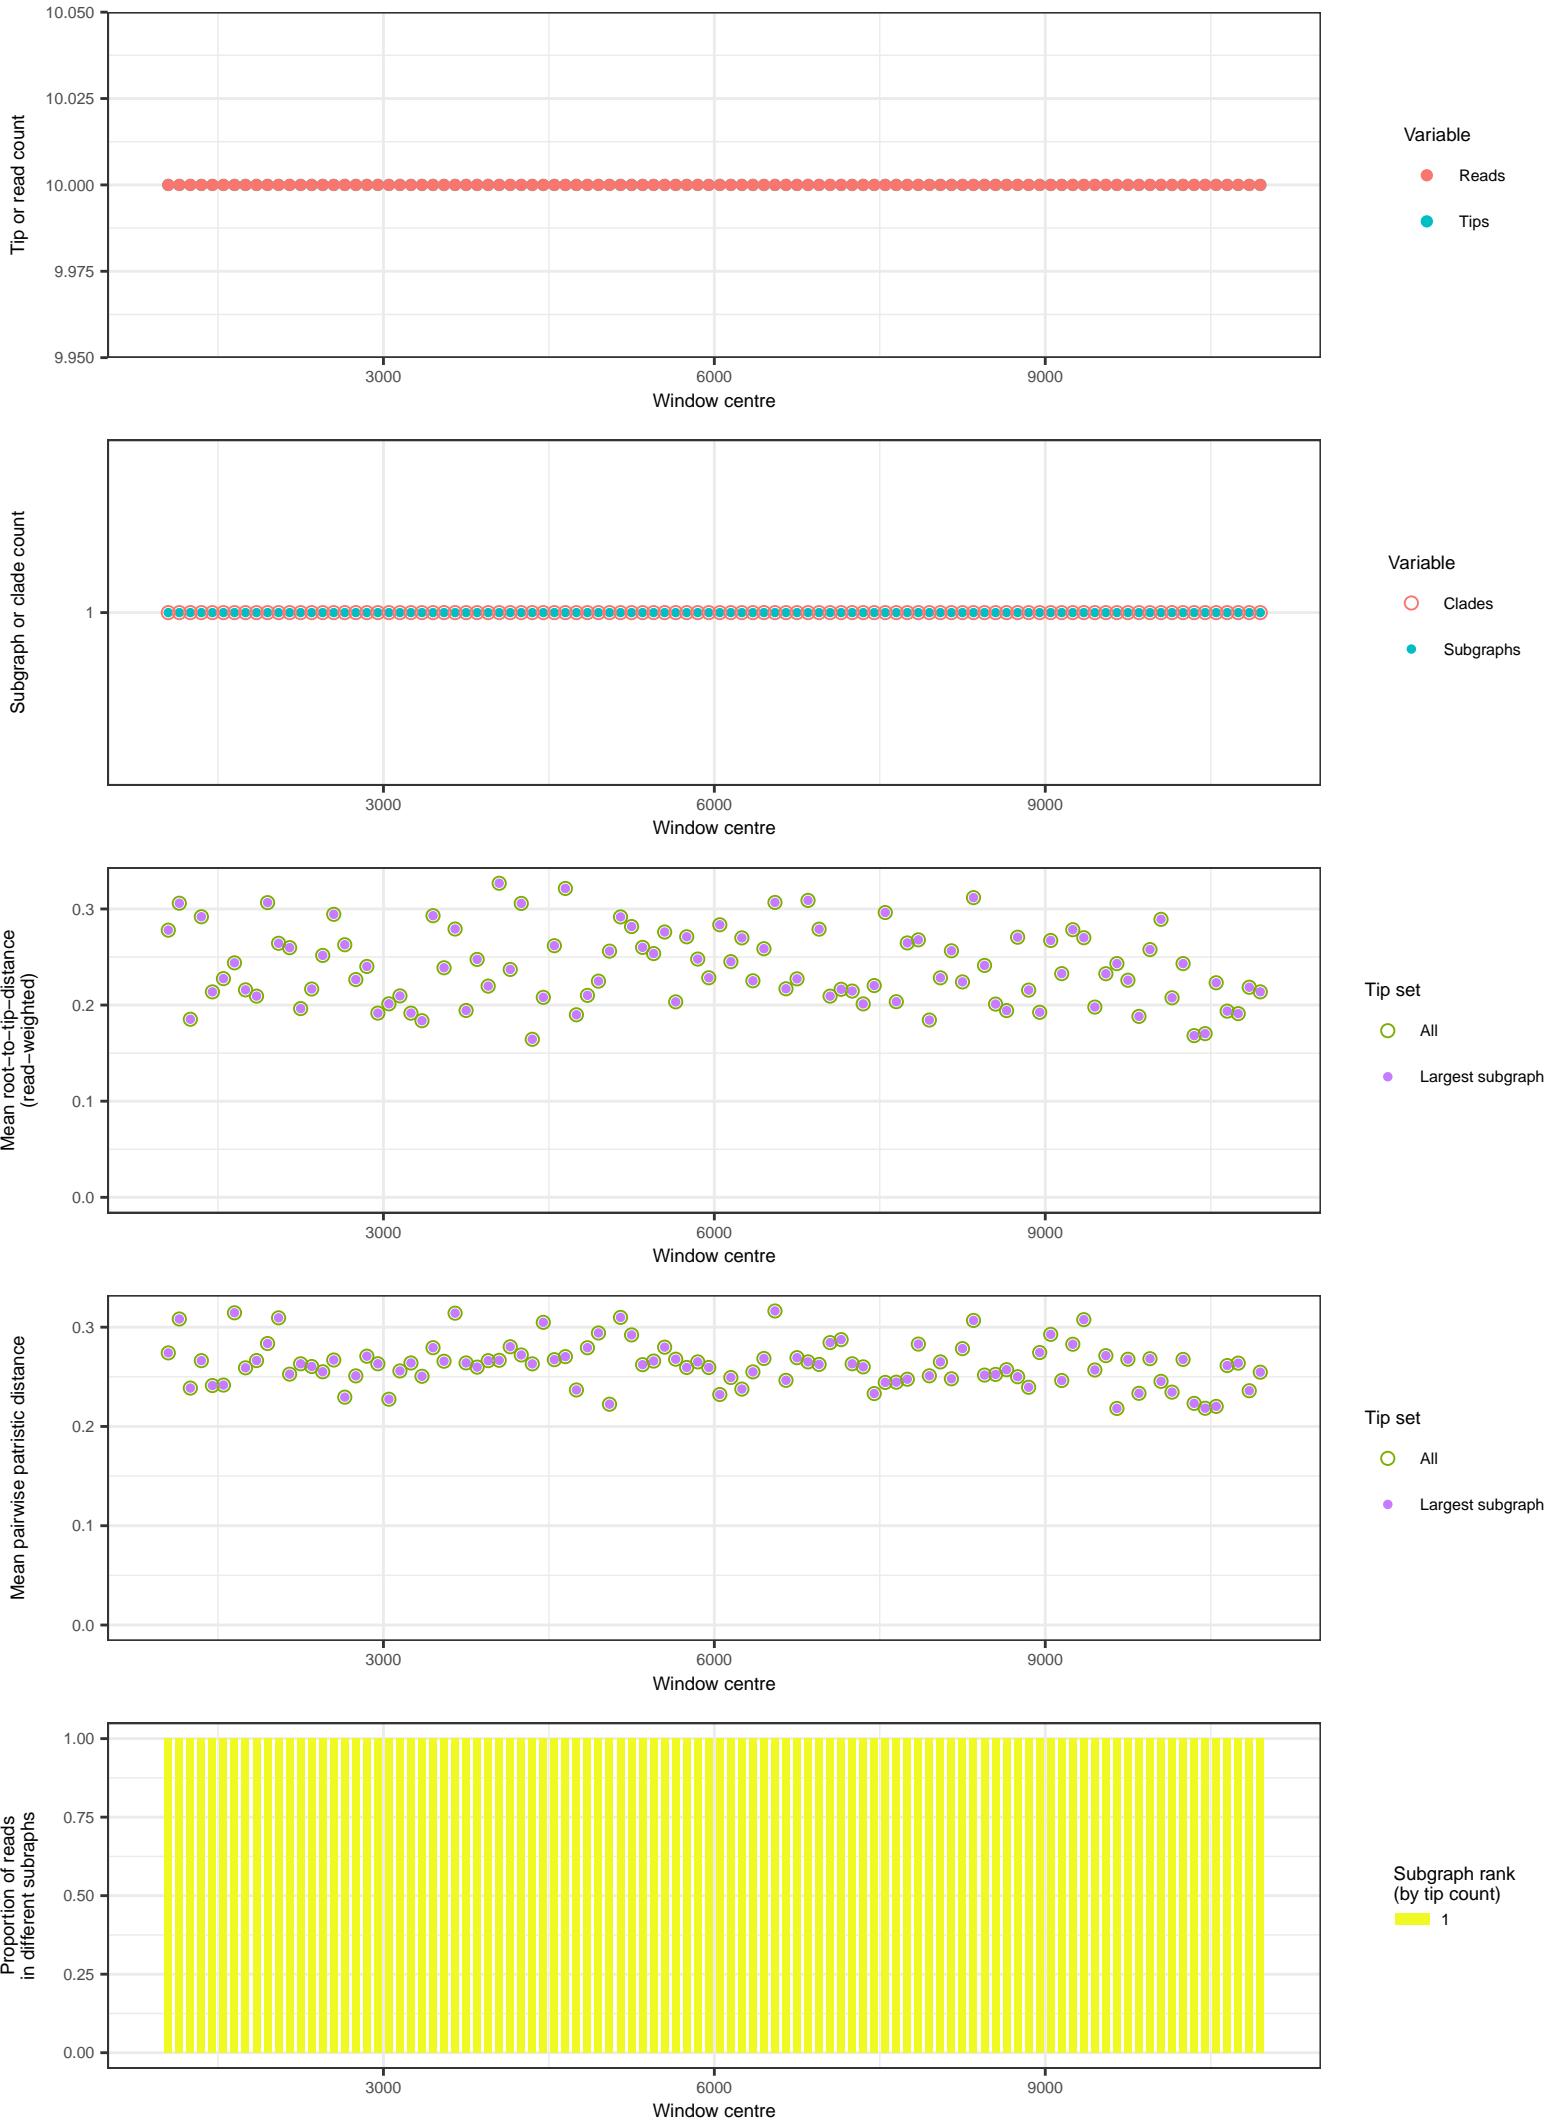 10.050
10.025
10.000
9.975
9.950
Tip or read count
3000 6000 9000
Window centre
Variable
Reads
Tips
1
Subgraph or clade count
3000 6000 9000
Window centre
Variable
Clades
Subgraphs
0.3
0.2
0.1
0.0
Mean root−to−tip−distance
(read−weighted)
3000 6000 9000
Window centre
Tip set
All
Largest subgraph
0.3
0.2
0.1
0.0
Mean pairwise patristic distance
3000 6000 9000
Window centre
Tip set
All
Largest subgraph
1.00
0.75
0.50
0.25
0.00
Proportion of reads
in different subraphs
3000 6000 9000
Window centre
Subgraph rank
(by tip count)
1